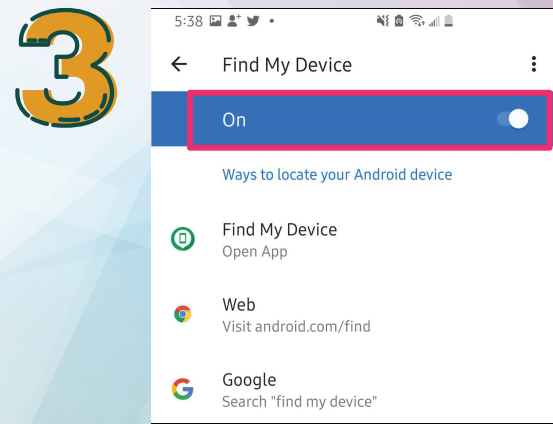 3
5:38
Find My Device
On
Ways to locate your Android device
Find My Device
Open App
Web
Visit android.com/find
Google
Search "find my device"